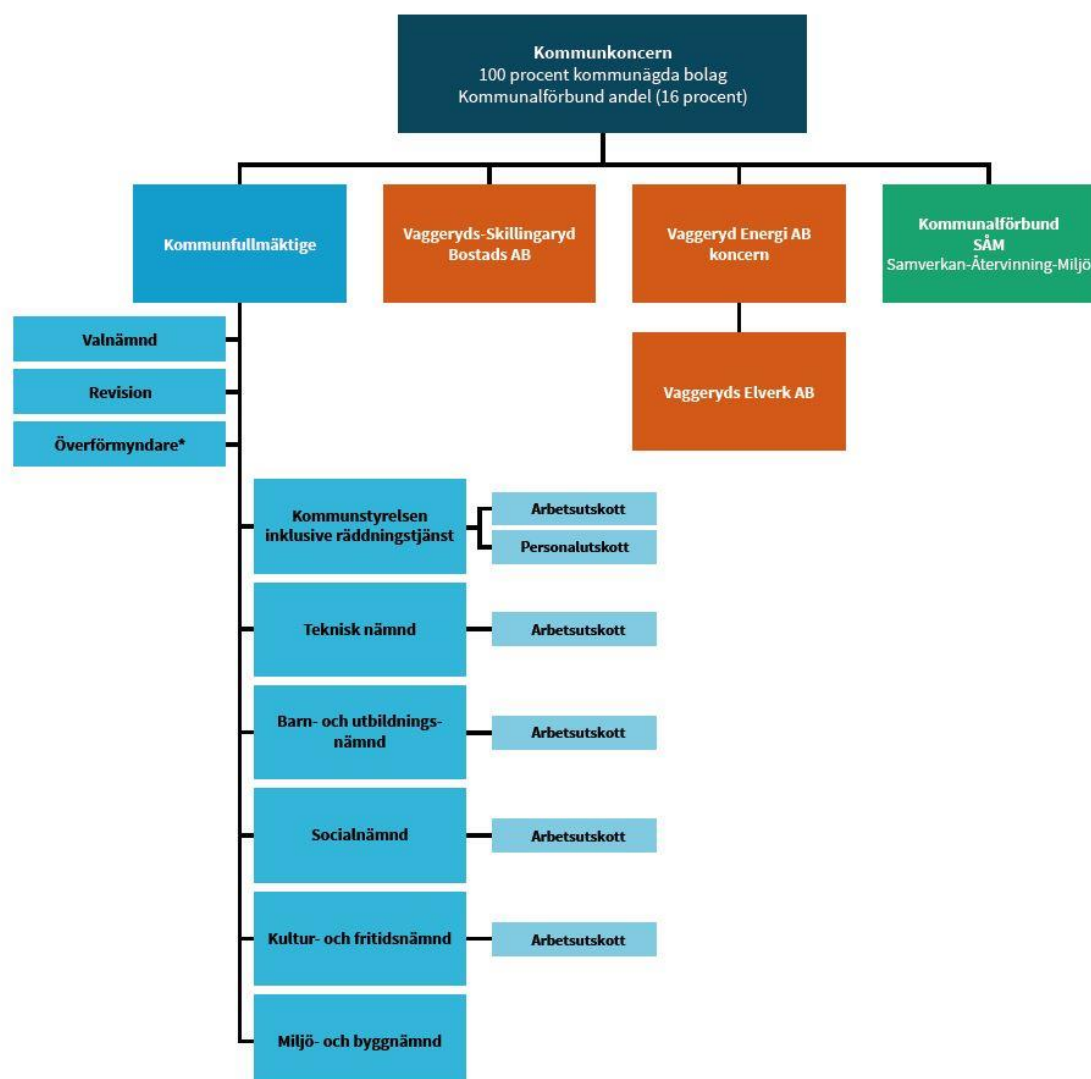 Kommunkoncern
100 procent kommunägda bolag
Kommunalförbund andel (16 procent)
Kommunfullmäktige
Vaggeryds-Skillingaryd
Bostads AB
Vaggeryd Energi AB
koncern
Kommunalförbund
SÅM
Samverkan-Återvinning-Miljö
Vaggeryds Elverk AB
Valnämnd
Revision
Överförmyndare*
Kommunstyrelsen
inklusive räddningstjänst
Arbetsutskott
Personalutskott
Teknisk nämnd
Arbetsutskott
Barn- och utbildnings-
nämnd
Arbetsutskott
Socialnämnd
Arbetsutskott
Kultur- och fritidsnämnd
Arbetsutskott
Miljö- och byggnämnd